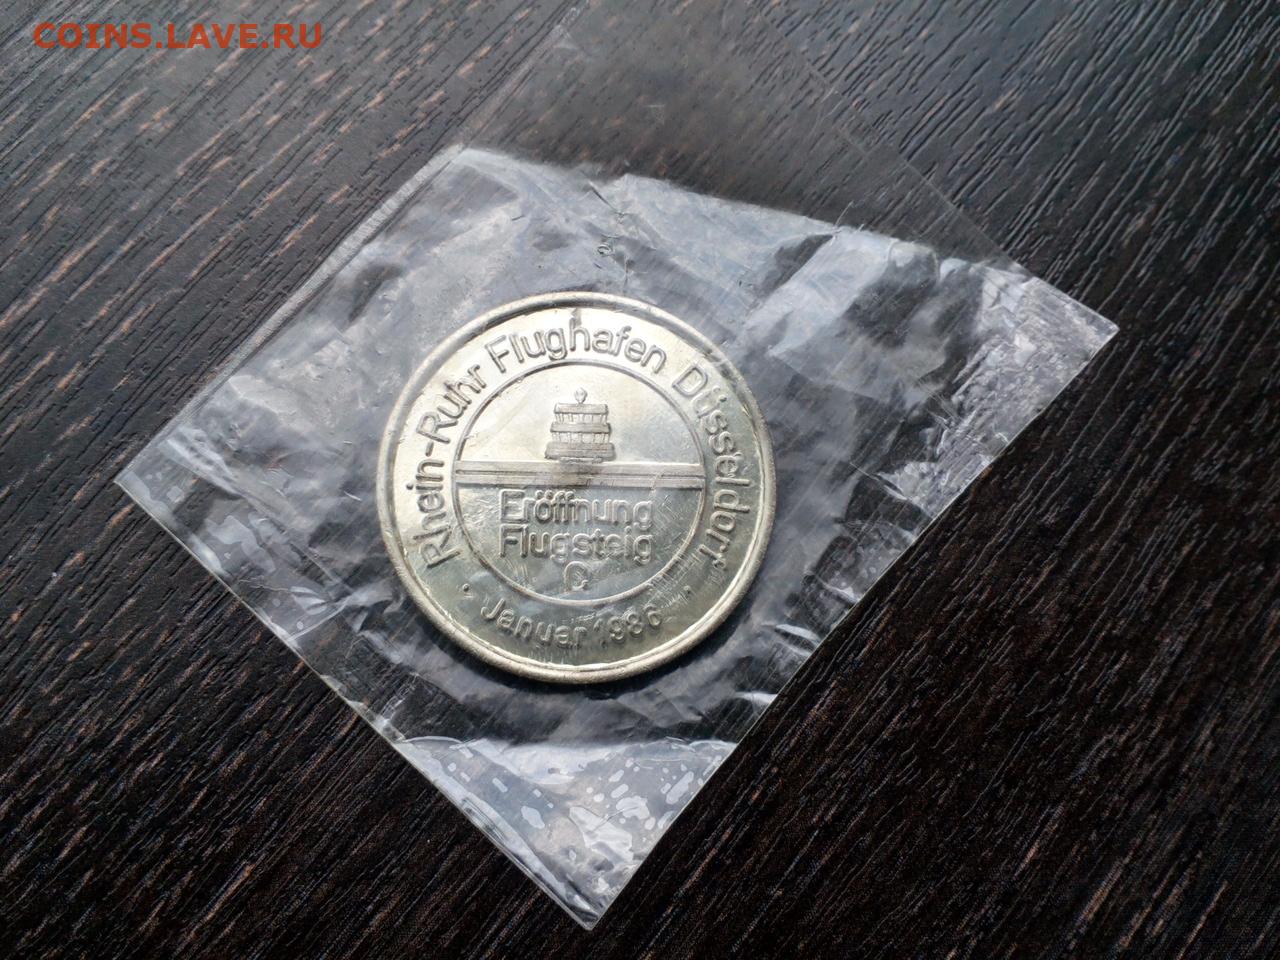 COINS.LAVE.RU
Rhein-Ruhr Flughafen Düsseldorf
Eröffnung
Flugsteig
C
· Januar 1986 ·